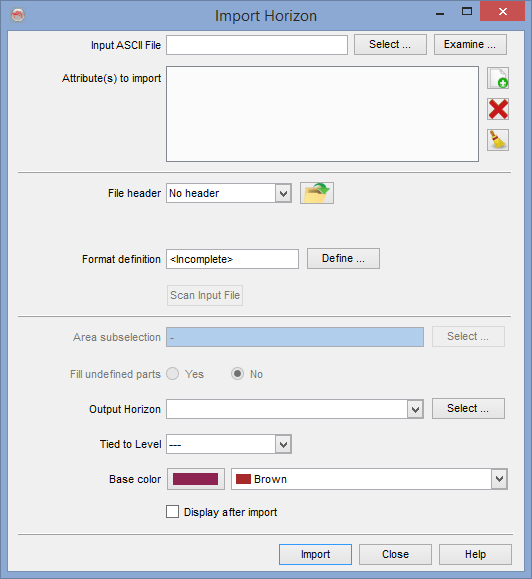 Import Horizon
Input ASCII File Select ... Examine ...
Attribute(s) to import
File header No header
Format definition <Incomplete> Define ...
Scan Input File
Area subselection - Select ...
Fill undefined parts Yes No
Output Horizon Select ...
Tied to Level ---
Base color Brown
Display after import
Import Close Help